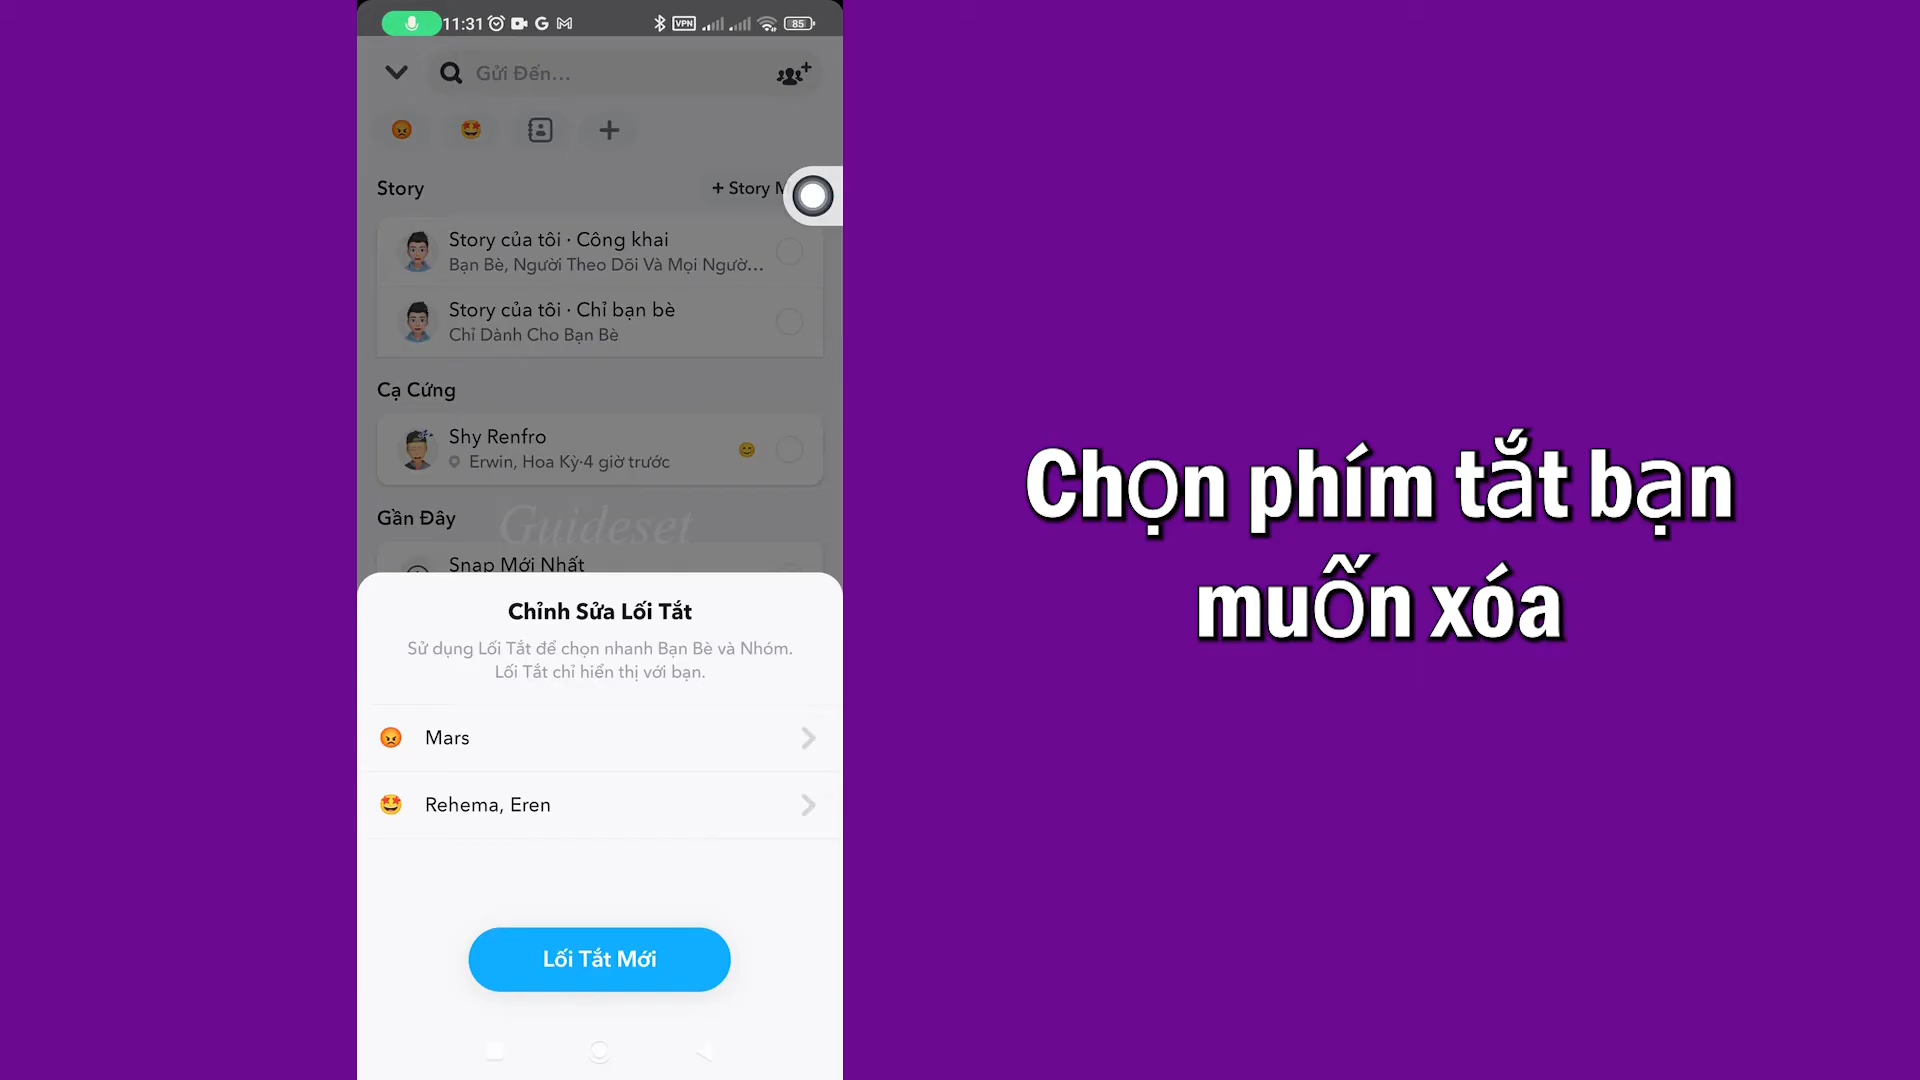 11:31
VPN
85
Gửi Đến...
Story
+ Story M
Story của tôi · Công khai
Bạn Bè, Người Theo Dõi Và Mọi Ngườ...
Story của tôi · Chỉ bạn bè
Chỉ Dành Cho Bạn Bè
Cạ Cứng
Shy Renfro
Erwin, Hoa Kỳ·4 giờ trước
Gần Đây
Guideset
Snap Mới Nhất
Chỉnh Sửa Lối Tắt
Sử dụng Lối Tắt để chọn nhanh Bạn Bè và Nhóm.
Lối Tắt chỉ hiển thị với bạn.
Mars
Rehema, Eren
Lối Tắt Mới
Chọn phím tắt bạn
muốn xóa